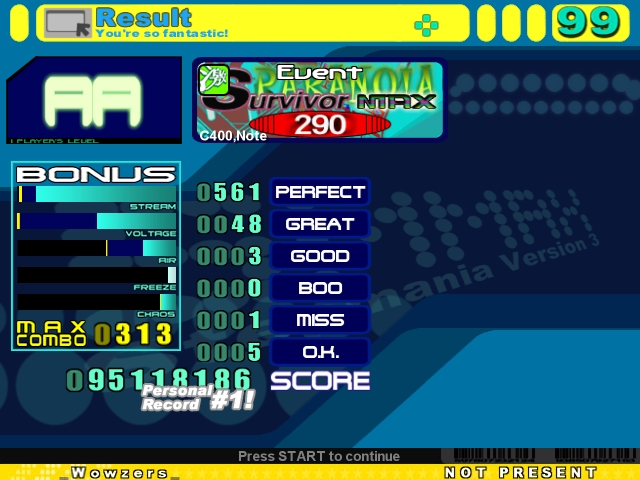 Result
You're so fantastic!
99
AA
1 PLAYER'S LEVEL
Event
PARANOIA
Survivor MAX
290
C400,Note
BONUS
STREAM
VOLTAGE
AIR
FREEZE
CHAOS
MAX COMBO 0313
0561 PERFECT
0048 GREAT
0003 GOOD
0000 BOO
0001 MISS
0005 O.K.
095118186 SCORE
Personal
Record #1!
mania Version 3
Press START to continue
_Wowzers_
NOT PRESENT